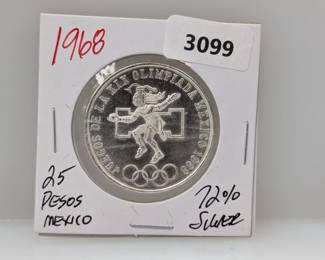 1968
3099
JUEGOS DE LA XIX OLIMPIADA MEXICO 1968
25
PESOS
MEXICO
72%
SILVER